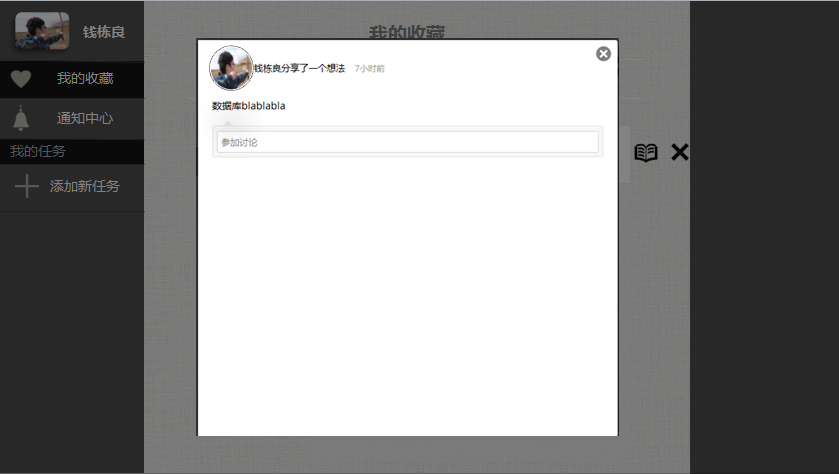 钱栋良
我的收藏
通知中心
我的任务
添加新任务
我的收藏
钱栋良分享了一个想法 7小时前
数据库blablabla
参加讨论